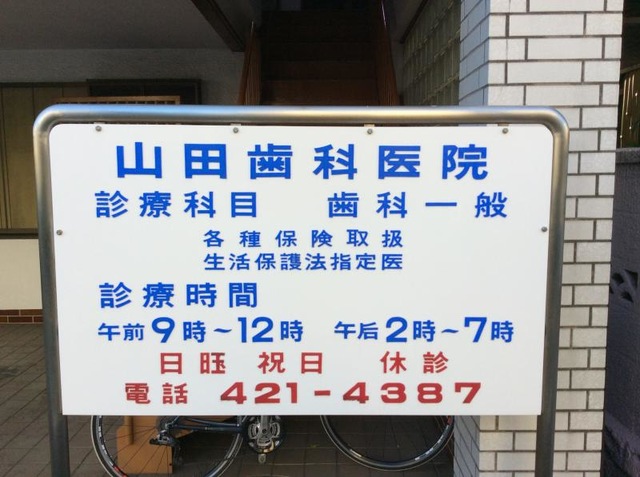 山田歯科医院
診療科目 歯科一般
各種保険取扱
生活保護法指定医
診療時間
午前9時～12時 午后2時～7時
日旺 祝日 休診
電話 421-4387